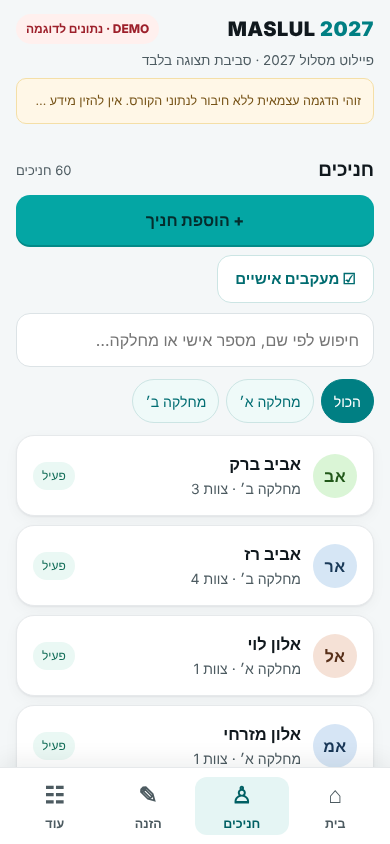 MASLUL 2027
DEMO · נתונים לדוגמה
פיילוט מסלול 2027 · סביבת תצוגה בלבד
זוהי הדגמה עצמאית ללא חיבור לנתוני הקורס. אין להזין מידע ...
חניכים
60 חניכים
+ הוספת חניך
☑ מעקבים אישיים
חיפוש לפי שם, מספר אישי או מחלקה...
הכול
מחלקה א׳
מחלקה ב׳
אב
אביב ברק
מחלקה ב׳ · צוות 3
פעיל
אר
אביב רז
מחלקה ב׳ · צוות 4
פעיל
אל
אלון לוי
מחלקה א׳ · צוות 1
פעיל
אמ
אלון מזרחי
מחלקה א׳ · צוות 1
פעיל
בית
חניכים
הזנה
עוד